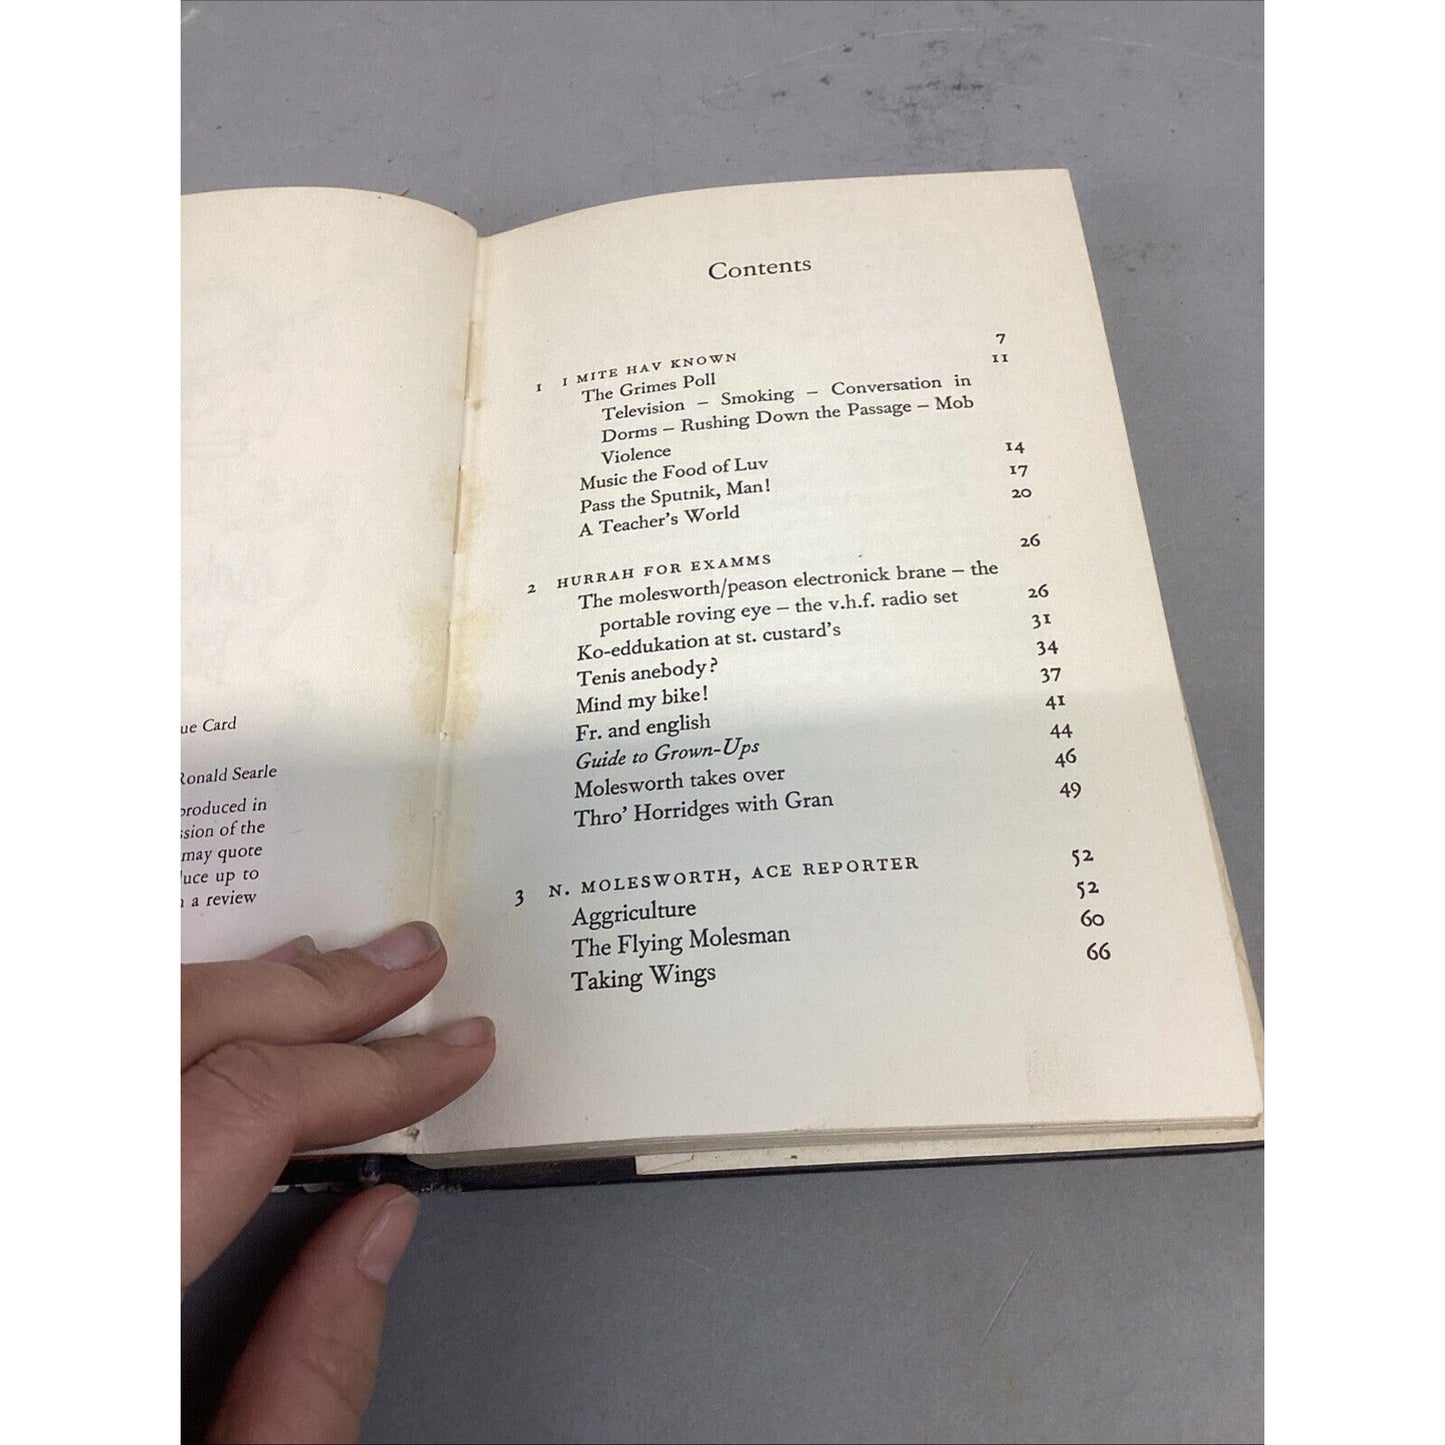 ue Card
Ronald Searle
produced in
ssion of the
may quote
luce up to
a review
Contents
1 I MITE HAV KNOWN 7
The Grimes Poll 11
Television – Smoking – Conversation in
Dorms – Rushing Down the Passage – Mob
Violence
Music the Food of Luv 14
Pass the Sputnik, Man! 17
A Teacher's World 20
2 HURRAH FOR EXAMMS 26
The molesworth/peason electronick brane – the
portable roving eye – the v.h.f. radio set 26
Ko-eddukation at st. custard's 31
Tenis anebody? 34
Mind my bike! 37
Fr. and english 41
Guide to Grown-Ups 44
Molesworth takes over 46
Thro' Horridges with Gran 49
3 N. MOLESWORTH, ACE REPORTER 52
Aggriculture 52
The Flying Molesman 60
Taking Wings 66